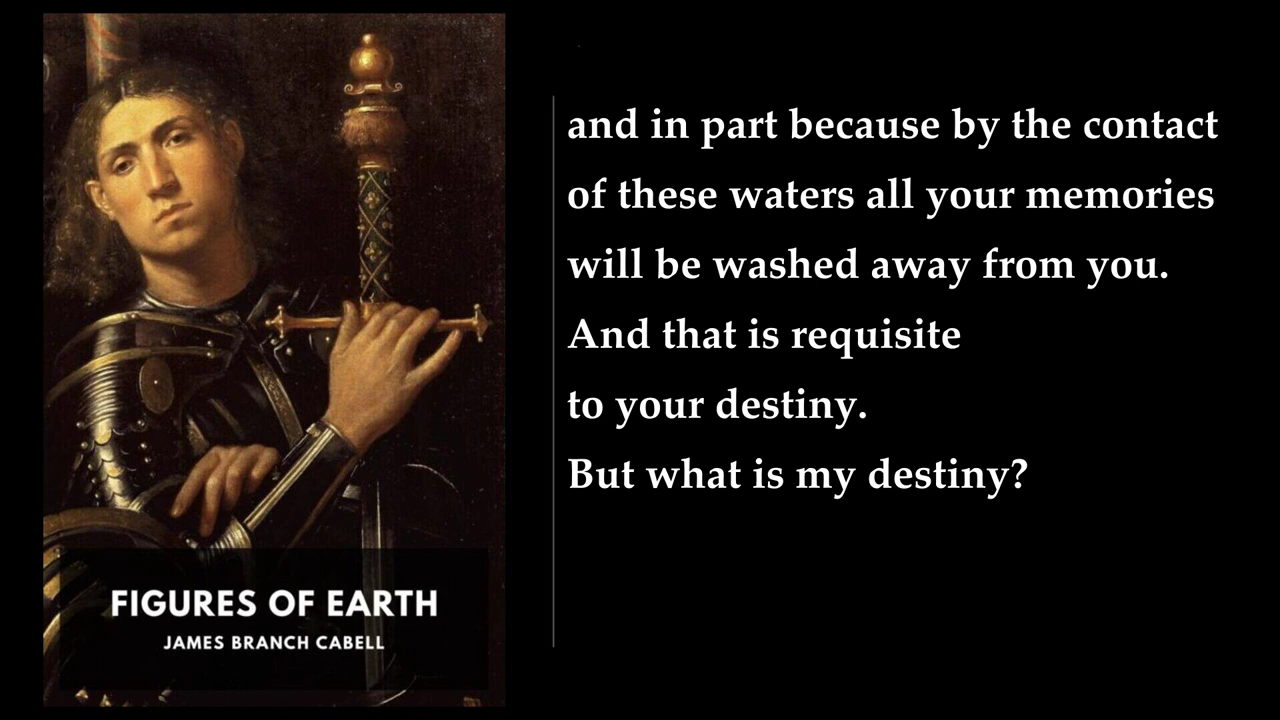 FIGURES OF EARTH
JAMES BRANCH CABELL
and in part because by the contact
of these waters all your memories
will be washed away from you.
And that is requisite
to your destiny.
But what is my destiny?